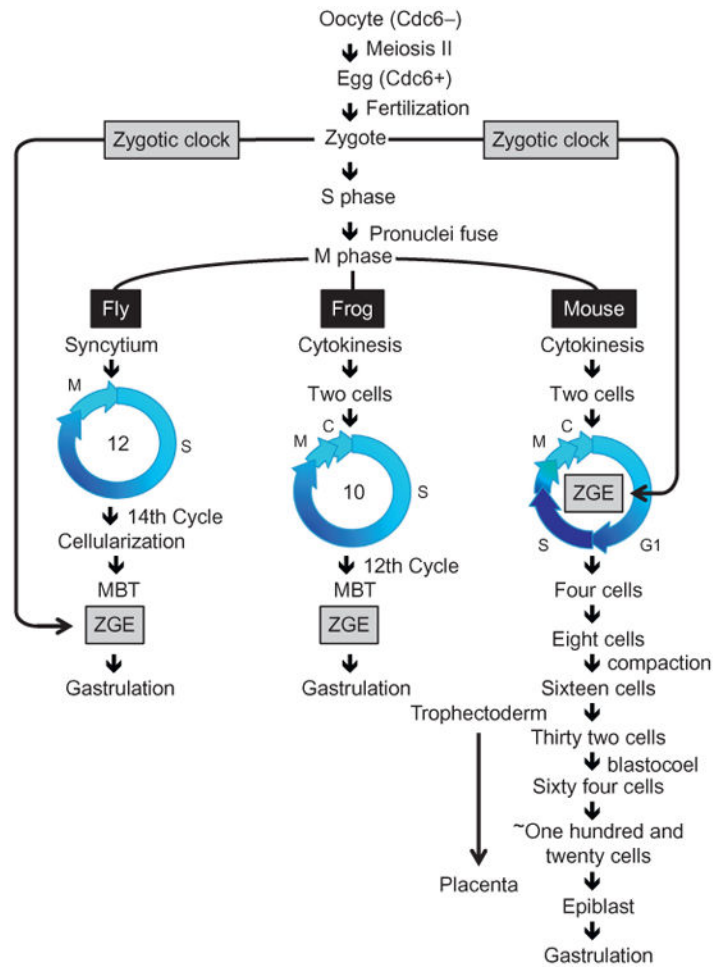 Oocyte (Cdc6–)
Meiosis II
Egg (Cdc6+)
Fertilization
Zygotic clock
Zygote
Zygotic clock
S phase
Pronuclei fuse
M phase
Fly
Syncytium
M
12
S
14th Cycle
Cellularization
MBT
ZGE
Gastrulation
Frog
Cytokinesis
Two cells
M
C
10
S
12th Cycle
MBT
ZGE
Gastrulation
Mouse
Cytokinesis
Two cells
M
C
ZGE
S
G1
Four cells
Eight cells
compaction
Sixteen cells
Trophectoderm
Thirty two cells
blastocoel
Sixty four cells
~One hundred and
twenty cells
Placenta
Epiblast
Gastrulation